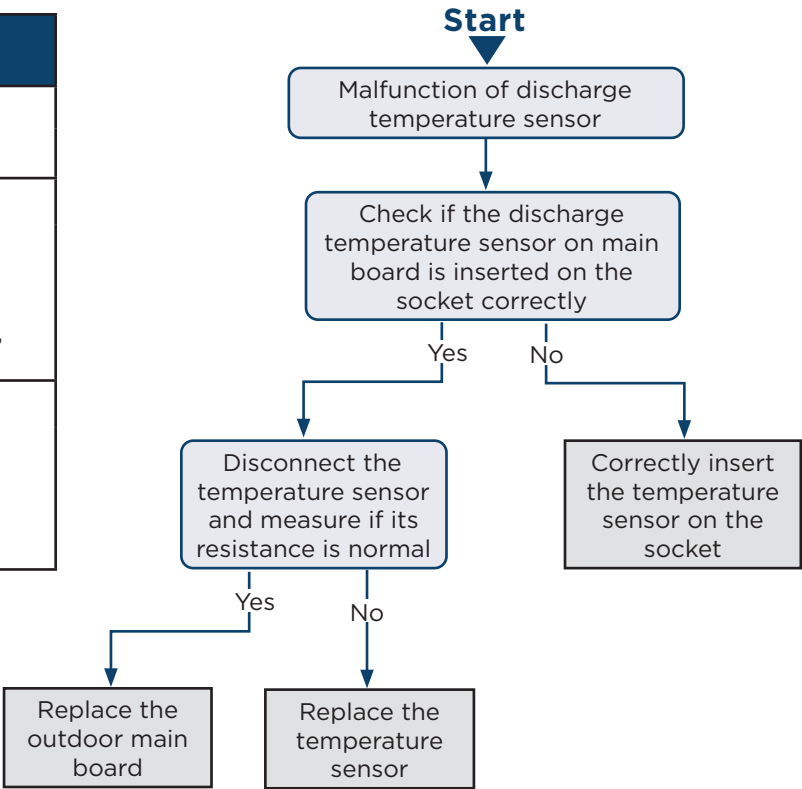 Start
Malfunction of discharge
temperature sensor
Check if the discharge
temperature sensor on main
board is inserted on the
socket correctly
Yes
No
Disconnect the
temperature sensor
and measure if its
resistance is normal
Correctly insert
the temperature
sensor on the
socket
Yes
No
Replace the
outdoor main
board
Replace the
temperature
sensor